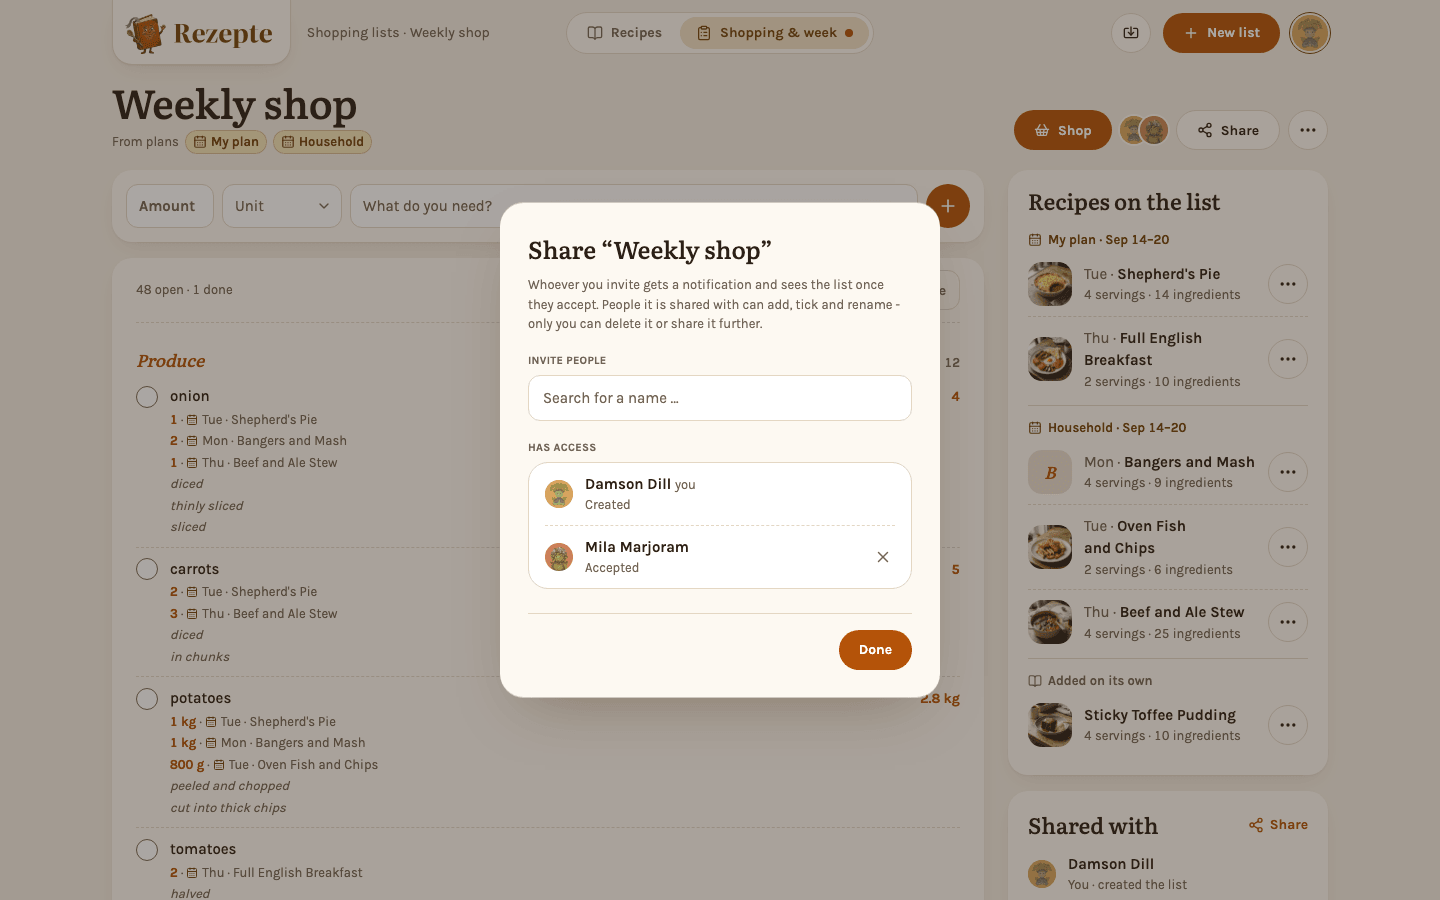 Rezepte
Shopping lists · Weekly shop
Recipes
Shopping & week
New list
Weekly shop
From plans
My plan
Household
Shop
Share
Amount
Unit
What do you need?
48 open · 1 done
Produce
12
onion
4
1 · Tue · Shepherd's Pie
2 · Mon · Bangers and Mash
1 · Thu · Beef and Ale Stew
diced
thinly sliced
sliced
carrots
5
2 · Tue · Shepherd's Pie
3 · Thu · Beef and Ale Stew
diced
in chunks
potatoes
2.8 kg
1 kg · Tue · Shepherd's Pie
1 kg · Mon · Bangers and Mash
800 g · Tue · Oven Fish and Chips
peeled and chopped
cut into thick chips
tomatoes
2 · Thu · Full English Breakfast
halved
Share “Weekly shop”
Whoever you invite gets a notification and sees the list once
they accept. People it is shared with can add, tick and rename -
only you can delete it or share it further.
INVITE PEOPLE
Search for a name ...
HAS ACCESS
Damson Dill you
Created
Mila Marjoram
Accepted
Done
Recipes on the list
My plan · Sep 14–20
Tue · Shepherd's Pie
4 servings · 14 ingredients
Thu · Full English
Breakfast
2 servings · 10 ingredients
Household · Sep 14–20
B
Mon · Bangers and Mash
4 servings · 9 ingredients
Tue · Oven Fish
and Chips
2 servings · 6 ingredients
Thu · Beef and Ale Stew
4 servings · 25 ingredients
Added on its own
Sticky Toffee Pudding
4 servings · 10 ingredients
Shared with
Share
Damson Dill
You · created the list